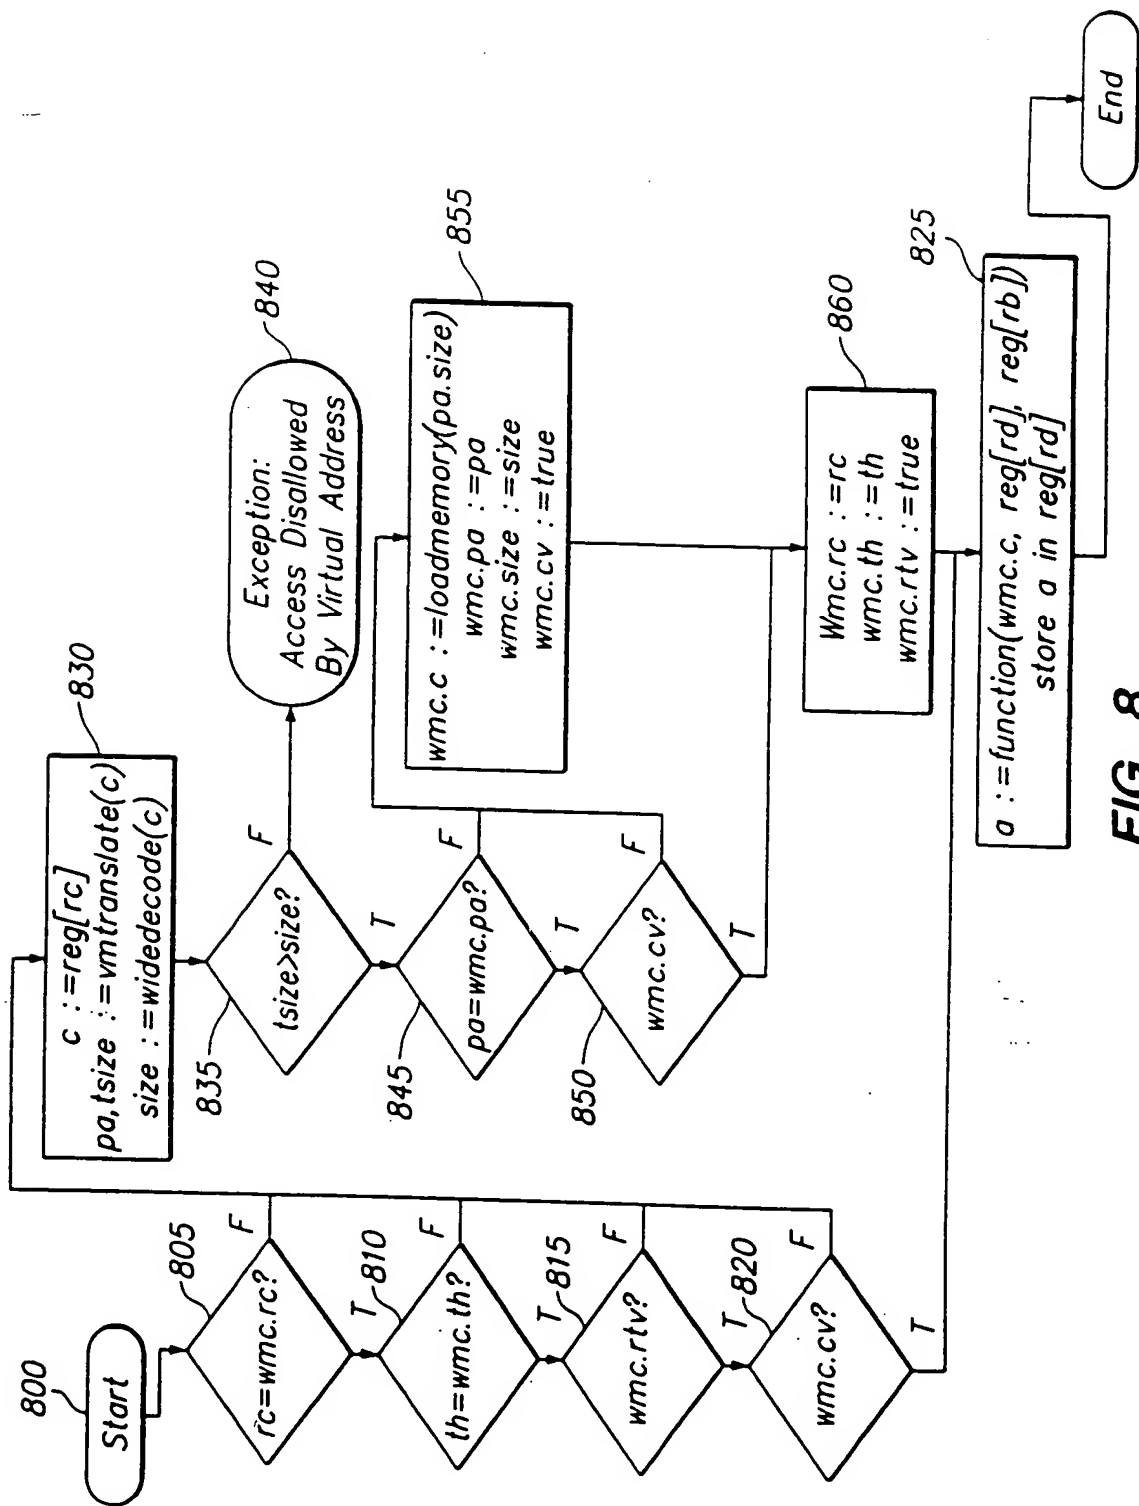 800
Start
805
rc=wmc.rc?
F
T
810
th=wmc.th?
F
T
815
wmc.rtv?
F
T
820
wmc.cv?
F
T
830
c :=reg[rc]
pa,tsize :=vmtranslate(c)
size :=widedecode(c)
835
tsize>size?
F
T
840
Exception:
Access Disallowed
By Virtual Address
845
pa=wmc.pa?
F
T
850
wmc.cv?
F
T
855
wmc.c :=loadmemory(pa.size)
wmc.pa :=pa
wmc.size :=size
wmc.cv :=true
860
Wmc.rc :=rc
wmc.th :=th
wmc.rtv :=true
825
a :=function(wmc.c, reg[rd], reg[rb])
store a in reg[rd]
End
FIG. 8